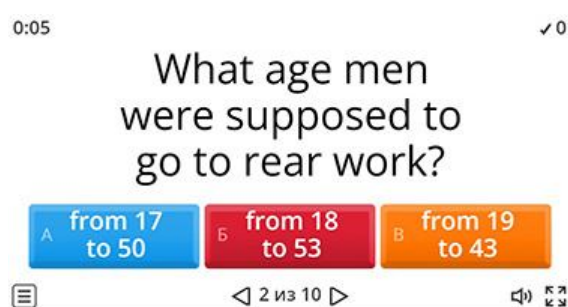 0:05
✓ 0
What age men
were supposed to
go to rear work?
А
from 17
to 50
Б
from 18
to 53
В
from 19
to 43
2 из 10